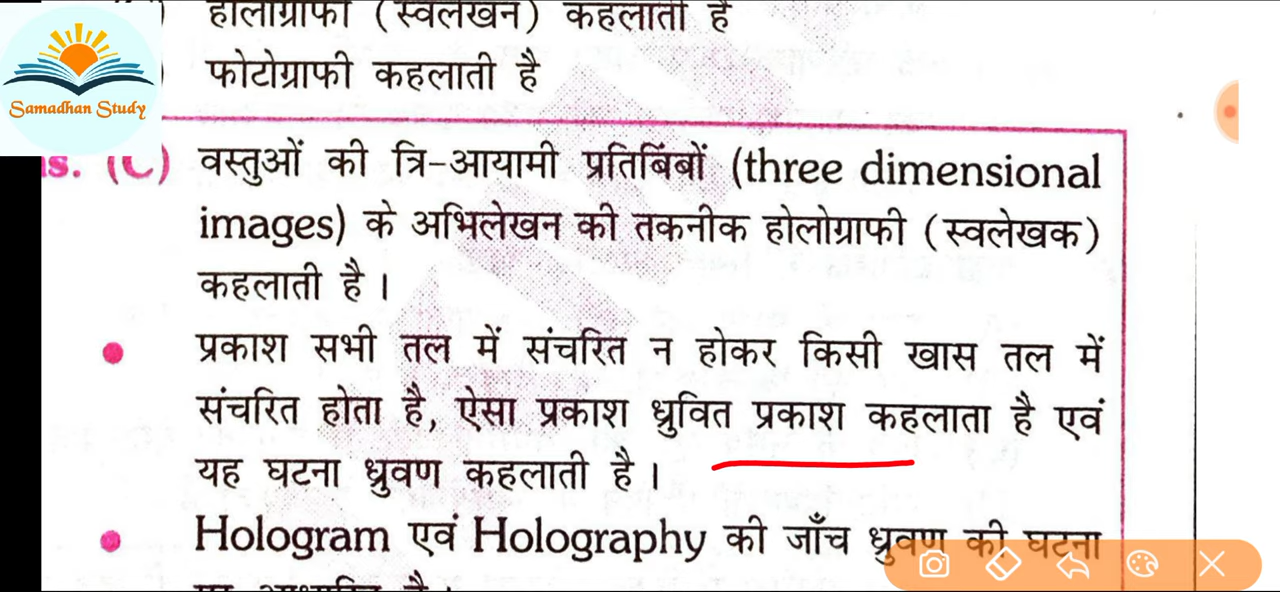 होलोग्राफी (स्वलेखन) कहलाती है
) फोटोग्राफी कहलाती है
Samadhan Study
s. (C) वस्तुओं की त्रि-आयामी प्रतिबिंबों (three dimensional
images) के अभिलेखन की तकनीक होलोग्राफी (स्वलेखक)
कहलाती है।
• प्रकाश सभी तल में संचरित न होकर किसी खास तल में
संचरित होता है, ऐसा प्रकाश ध्रुवित प्रकाश कहलाता है एवं
यह घटना ध्रुवण कहलाती है।
• Hologram एवं Holography की जाँच ध्रुवण की घटना